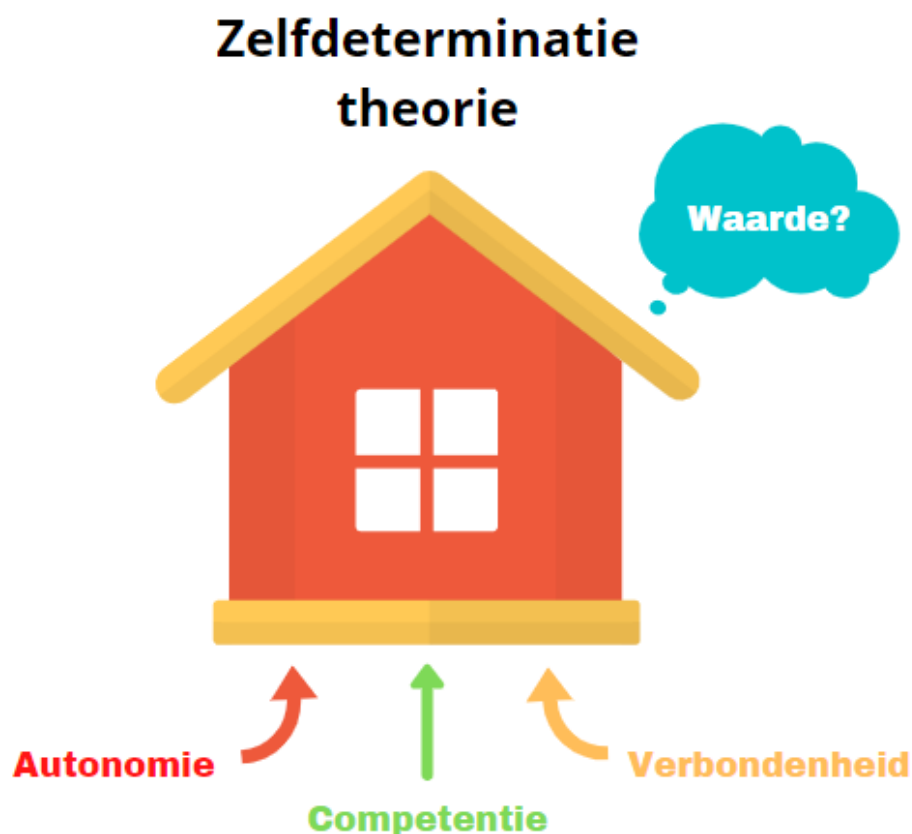 Zelfdeterminatie
theorie
Waarde?
Autonomie
Verbondenheid
Competentie